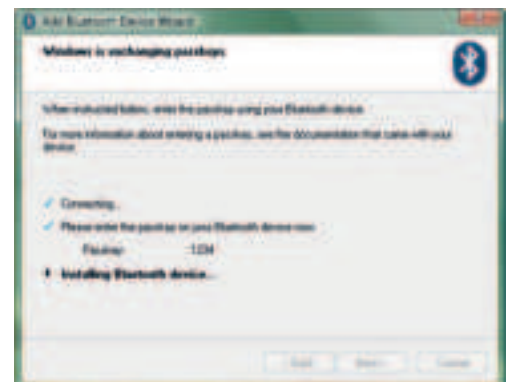 Add Bluetooth Device Wizard
Windows is exchanging passkeys
When instructed below, enter the passkey using your Bluetooth device.
For more information about entering a passkey, see the documentation that came with your
device.
Connecting...
Please enter the passkey on your Bluetooth device now.
Passkey: 1234
Installing Bluetooth device...
Next >
Cancel